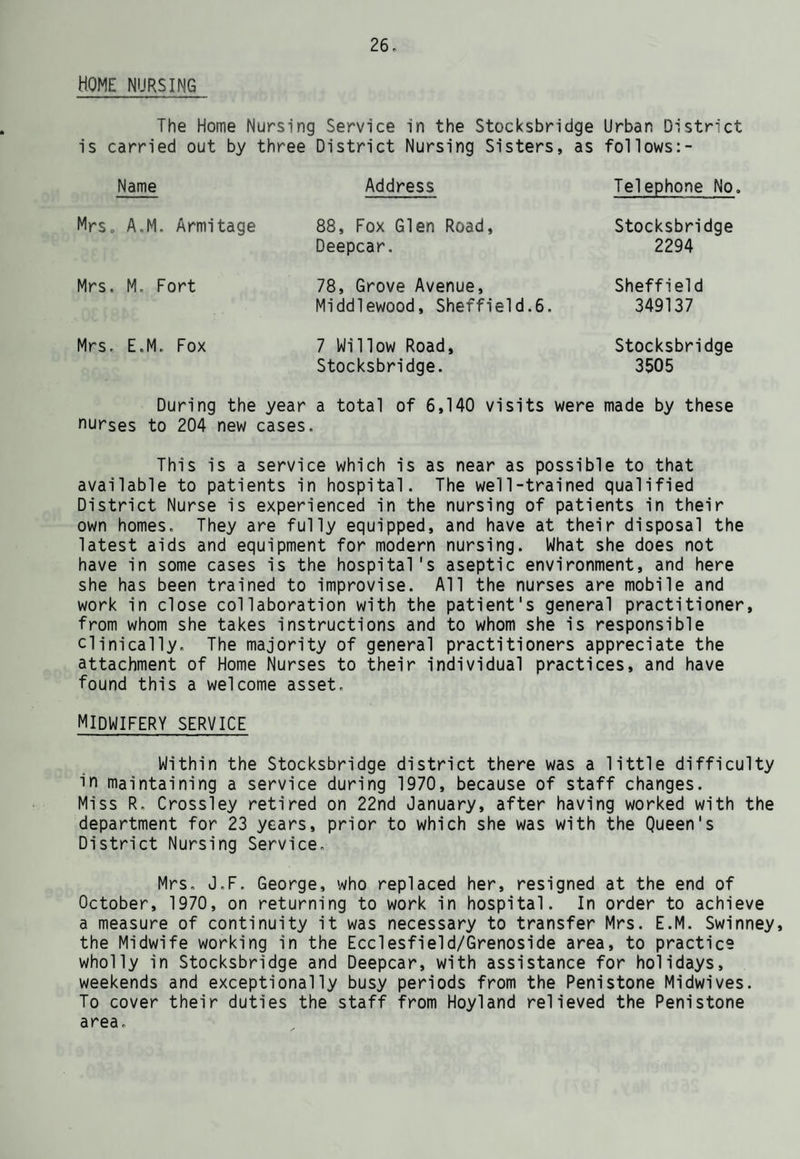 26.
HOME NURSING
The Home Nursing Service in the Stocksbridge Urban District
is carried out by three District Nursing Sisters, as follows:-
Name Address Telephone No.
Mrs. A.M. Armitage 88, Fox Glen Road, Stocksbridge
Deepcar. 2294
Mrs. M. Fort 78, Grove Avenue, Sheffield
Middlewood, Sheffield.6. 349137
Mrs. E.M. Fox 7 Willow Road, Stocksbridge
Stocksbridge. 3505
During the year a total of 6,140 visits were made by these
nurses to 204 new cases.
This is a service which is as near as possible to that
available to patients in hospital. The well-trained qualified
District Nurse is experienced in the nursing of patients in their
own homes. They are fully equipped, and have at their disposal the
latest aids and equipment for modern nursing. What she does not
have in some cases is the hospital's aseptic environment, and here
she has been trained to improvise. All the nurses are mobile and
work in close collaboration with the patient's general practitioner,
from whom she takes instructions and to whom she is responsible
clinically. The majority of general practitioners appreciate the
attachment of Home Nurses to their individual practices, and have
found this a welcome asset.
MIDWIFERY SERVICE
Within the Stocksbridge district there was a little difficulty
in maintaining a service during 1970, because of staff changes.
Miss R. Crossley retired on 22nd January, after having worked with the
department for 23 years, prior to which she was with the Queen's
District Nursing Service.
Mrs. J.F. George, who replaced her, resigned at the end of
October, 1970, on returning to work in hospital. In order to achieve
a measure of continuity it was necessary to transfer Mrs. E.M. Swinney,
the Midwife working in the Ecclesfield/Grenoside area, to practice
wholly in Stocksbridge and Deepcar, with assistance for holidays,
weekends and exceptionally busy periods from the Penistone Midwives.
To cover their duties the staff from Hoyland relieved the Penistone
area.